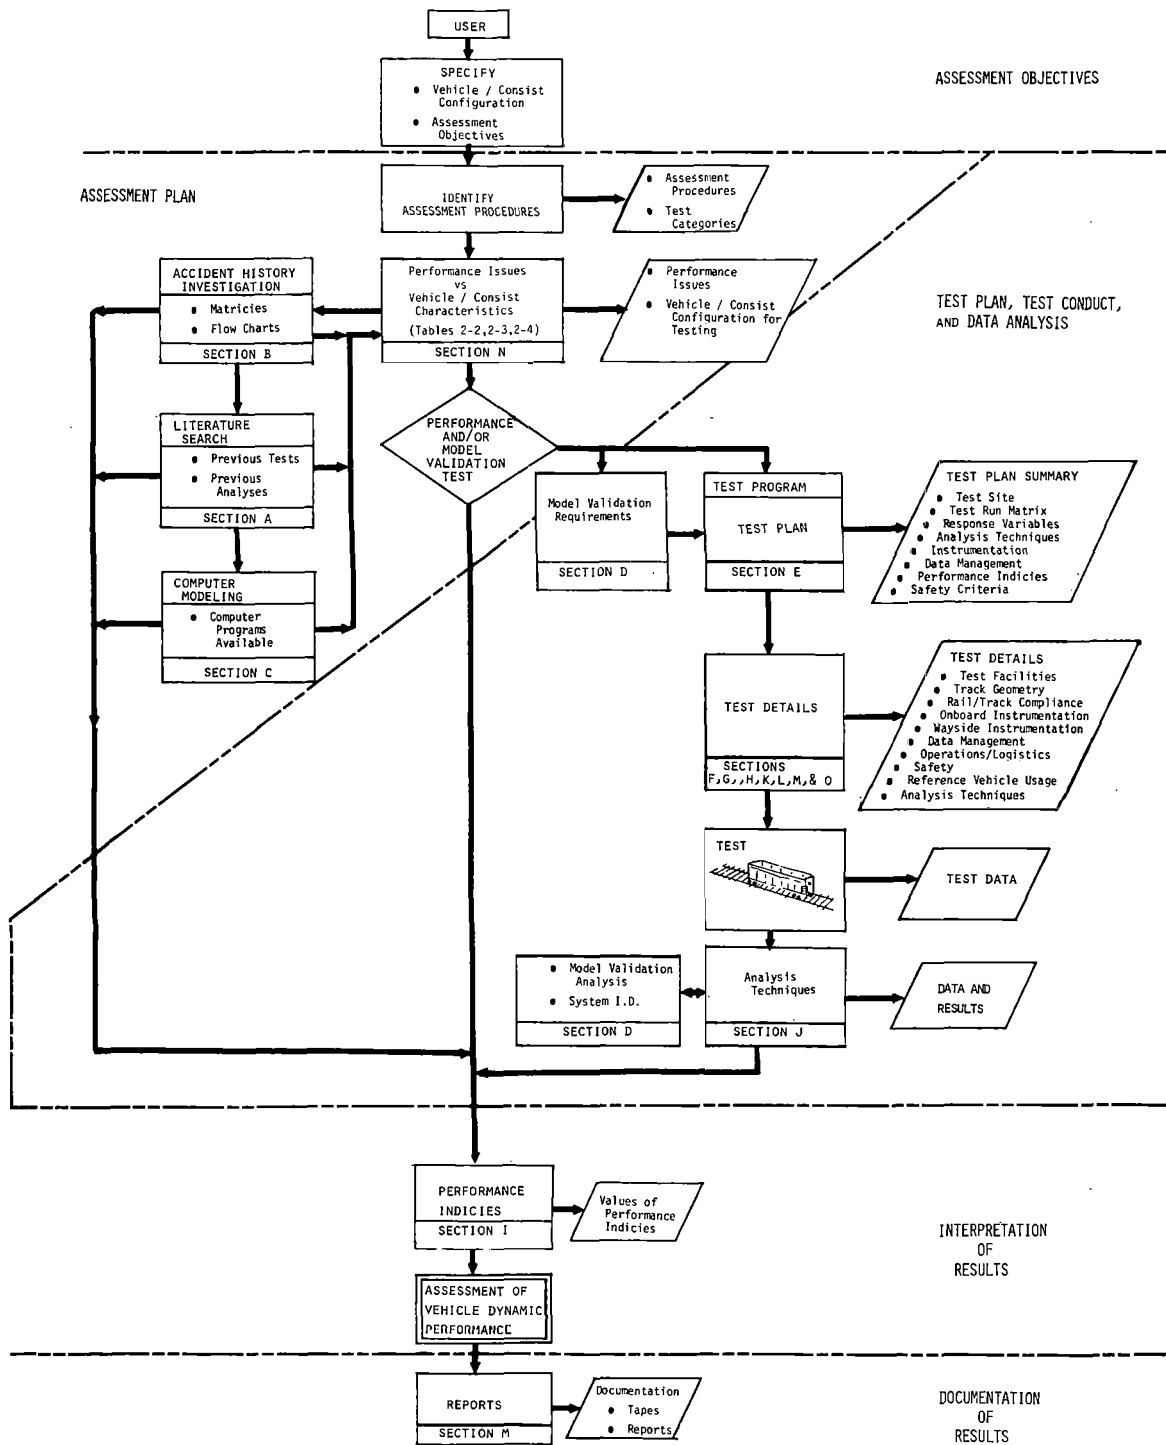 USER
SPECIFY
• Vehicle / Consist
Configuration
• Assessment
Objectives
ASSESSMENT OBJECTIVES
ASSESSMENT PLAN
IDENTIFY
ASSESSMENT PROCEDURES
• Assessment
Procedures
• Test
Categories
ACCIDENT HISTORY
INVESTIGATION
• Matricies
• Flow Charts
SECTION B
Performance Issues
vs
Vehicle / Consist
Characteristics
(Tables 2-2,2-3,2-4)
SECTION N
• Performance
Issues
• Vehicle / Consist
Configuration for
Testing
TEST PLAN, TEST CONDUCT,
AND DATA ANALYSIS
LITERATURE
SEARCH
• Previous Tests
• Previous
Analyses
SECTION A
PERFORMANCE
AND/OR
MODEL
VALIDATION
TEST
Model Validation
Requirements
SECTION D
TEST PROGRAM
TEST PLAN
SECTION E
TEST PLAN SUMMARY
• Test Site
• Test Run Matrix
• Response Variables
• Analysis Techniques
• Instrumentation
• Data Management
• Performance Indicies
• Safety Criteria
COMPUTER
MODELING
• Computer
Programs
Available
SECTION C
TEST DETAILS
SECTIONS
F,G,,H,K,L,M,& O
TEST DETAILS
• Test Facilities
• Track Geometry
• Rail/Track Compliance
• Onboard Instrumentation
• Wayside Instrumentation
• Data Management
• Operations/Logistics
• Safety
• Reference Vehicle Usage
• Analysis Techniques
TEST
TEST DATA
• Model Validation
Analysis
• System I.D.
SECTION D
Analysis
Techniques
SECTION J
DATA AND
RESULTS
PERFORMANCE
INDICIES
SECTION I
Values of
Performance
Indicies
INTERPRETATION
OF
RESULTS
ASSESSMENT OF
VEHICLE DYNAMIC
PERFORMANCE
REPORTS
SECTION M
Documentation
• Tapes
• Reports
DOCUMENTATION
OF
RESULTS